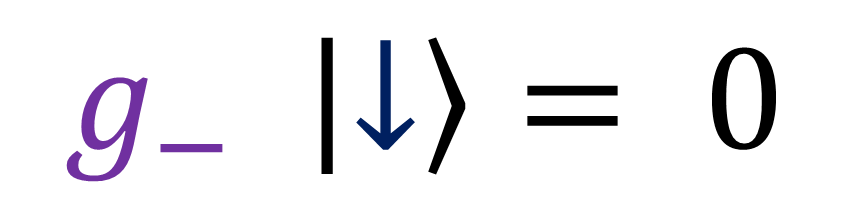 g₋ |↓⟩ = 0